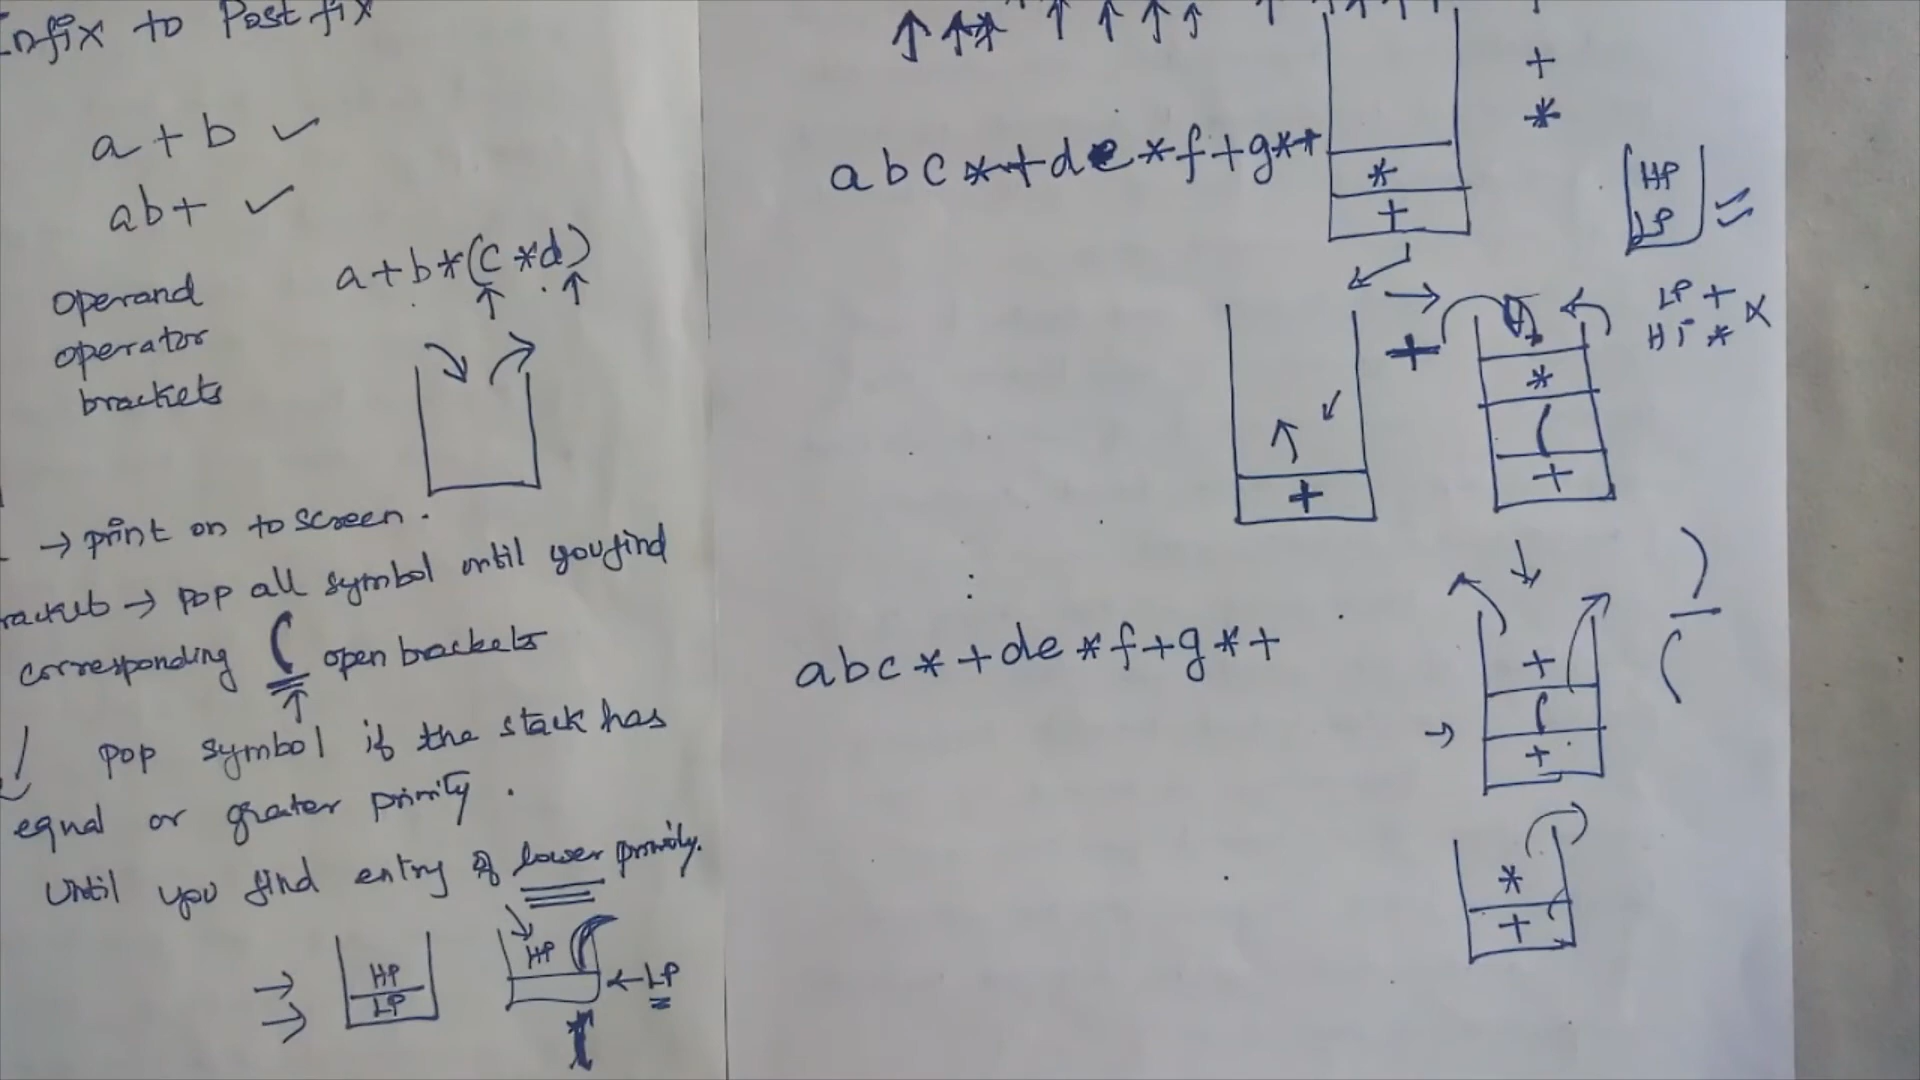 Infix to Postfix
a + b ✓
ab+ ✓
operand
operator
brackets
a+b*(c*d)
→ print on to screen.
→ pop all symbol until you find
corresponding ( open brackets
pop symbol if the stack has
equal or greater priority.
until you find entry of lower priority.
HP
LP
HP
←LP
+
*
abc*+de*f+g*+
*
+
HP
LP
LP +
*
+
+
*
(
+
abc*+de*f+g*+
)
(
+
(
+
*
+